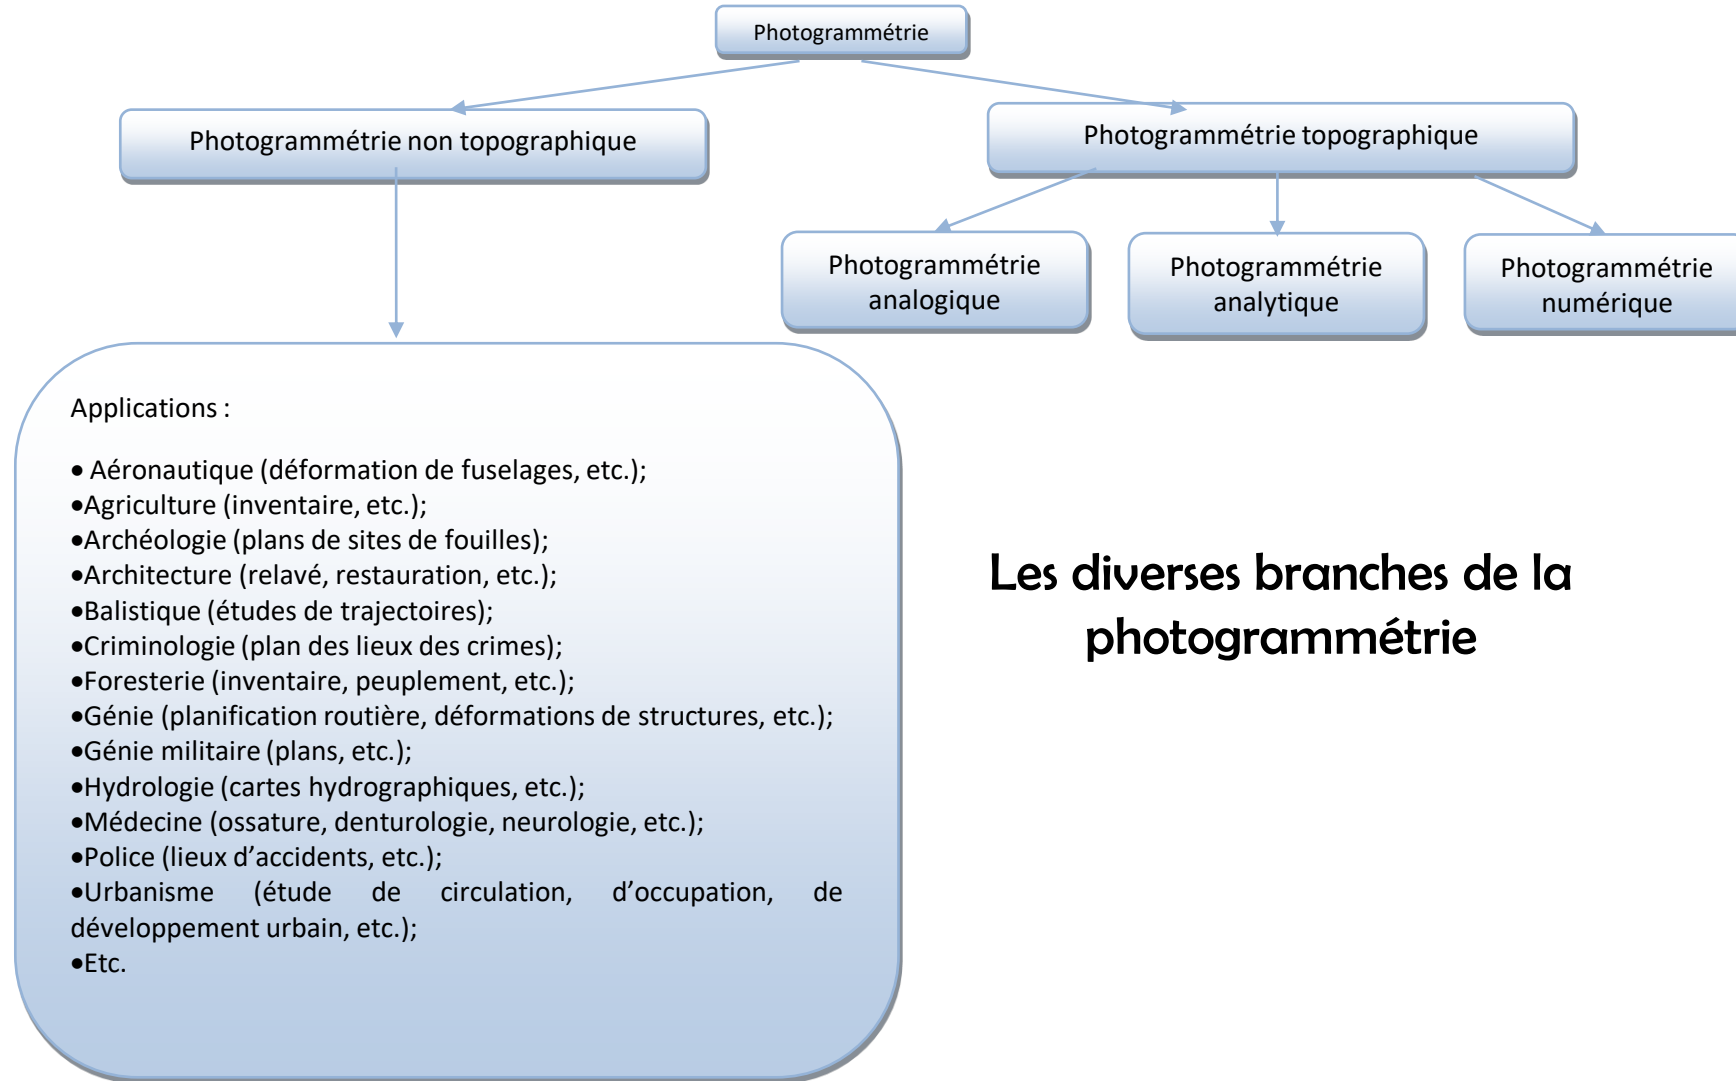 Photogrammétrie
Photogrammétrie non topographique
Photogrammétrie topographique
Photogrammétrie
analogique
Photogrammétrie
analytique
Photogrammétrie
numérique
Applications :
• Aéronautique (déformation de fuselages, etc.);
•Agriculture (inventaire, etc.);
•Archéologie (plans de sites de fouilles);
•Architecture (relavé, restauration, etc.);
•Balistique (études de trajectoires);
•Criminologie (plan des lieux des crimes);
•Foresterie (inventaire, peuplement, etc.);
•Génie (planification routière, déformations de structures, etc.);
•Génie militaire (plans, etc.);
•Hydrologie (cartes hydrographiques, etc.);
•Médecine (ossature, denturologie, neurologie, etc.);
•Police (lieux d’accidents, etc.);
•Urbanisme (étude de circulation, d’occupation, de
développement urbain, etc.);
•Etc.
Les diverses branches de la
photogrammétrie